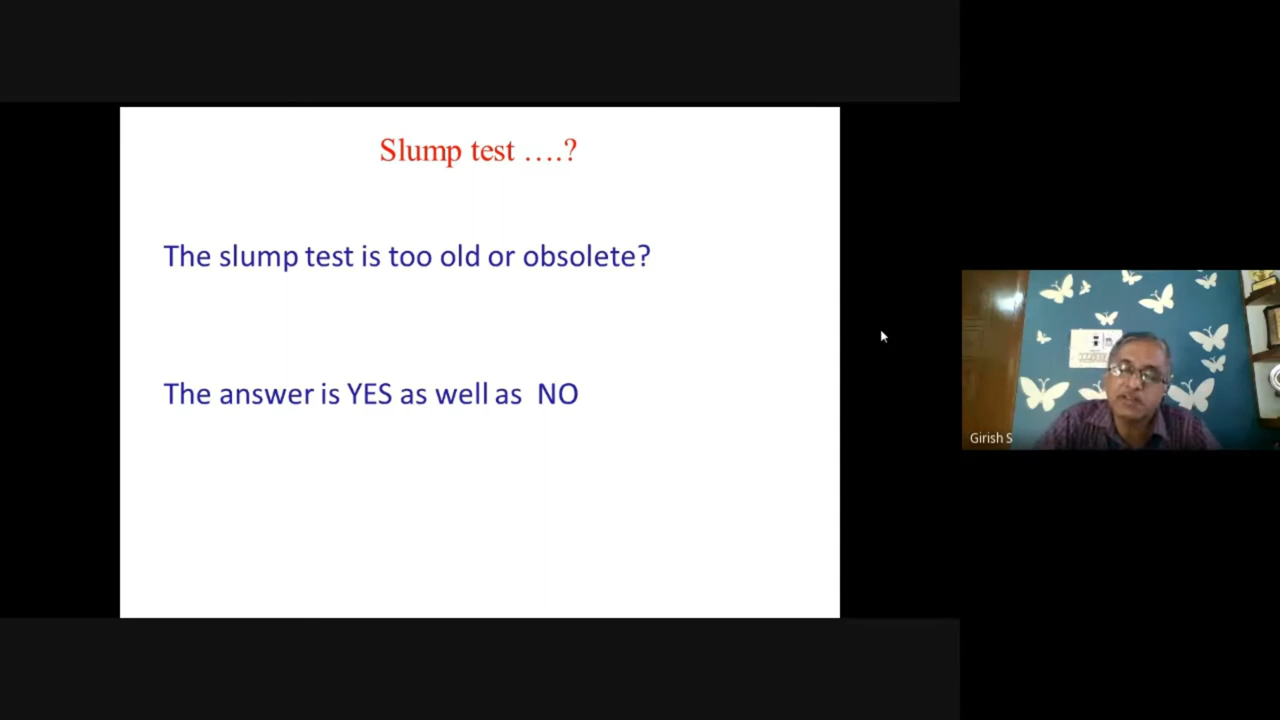 Slump test ….?
The slump test is too old or obsolete?
The answer is YES as well as NO
Girish S